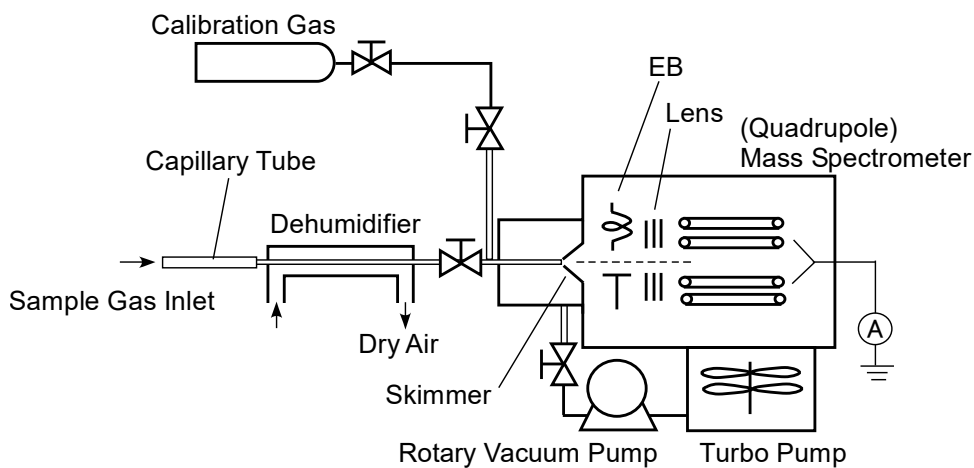 Calibration Gas
EB
Lens
(Quadrupole)
Mass Spectrometer
Capillary Tube
Dehumidifier
Sample Gas Inlet
A
Dry Air
Skimmer
Rotary Vacuum Pump
Turbo Pump